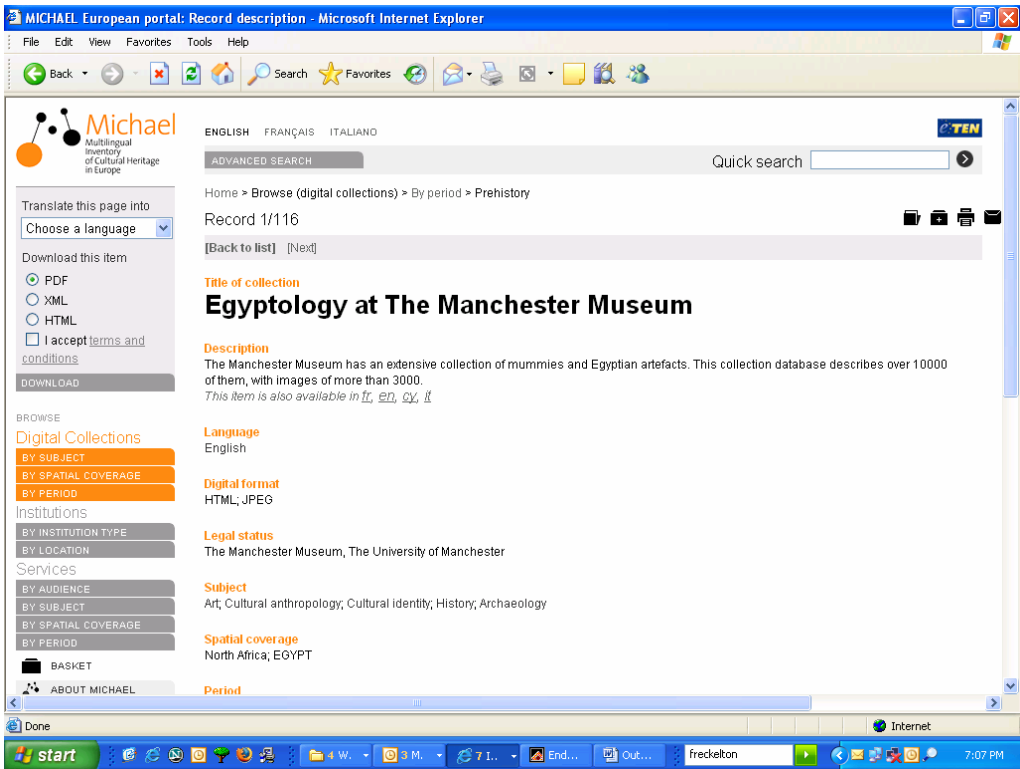 MICHAEL European portal: Record description - Microsoft Internet Explorer
File Edit View Favorites Tools Help
Back Search Favorites
Michael
Multilingual
Inventory
of Cultural Heritage
in Europe
ENGLISH FRANÇAIS ITALIANO
eTEN
ADVANCED SEARCH
Quick search
Translate this page into
Choose a language
Download this item
PDF
XML
HTML
I accept terms and
conditions
DOWNLOAD
BROWSE
Digital Collections
BY SUBJECT
BY SPATIAL COVERAGE
BY PERIOD
Institutions
BY INSTITUTION TYPE
BY LOCATION
Services
BY AUDIENCE
BY SUBJECT
BY SPATIAL COVERAGE
BY PERIOD
BASKET
ABOUT MICHAEL
Home > Browse (digital collections) > By period > Prehistory
Record 1/116
[Back to list] [Next]
Title of collection
Egyptology at The Manchester Museum
Description
The Manchester Museum has an extensive collection of mummies and Egyptian artefacts. This collection database describes over 10000
of them, with images of more than 3000.
This item is also available in fr, en, cy, it
Language
English
Digital format
HTML; JPEG
Legal status
The Manchester Museum, The University of Manchester
Subject
Art; Cultural anthropology; Cultural identity; History; Archaeology
Spatial coverage
North Africa; EGYPT
Period
Done
Internet
start
4 W.
3 M.
7 I..
End...
Out...
freckelton
7:07 PM